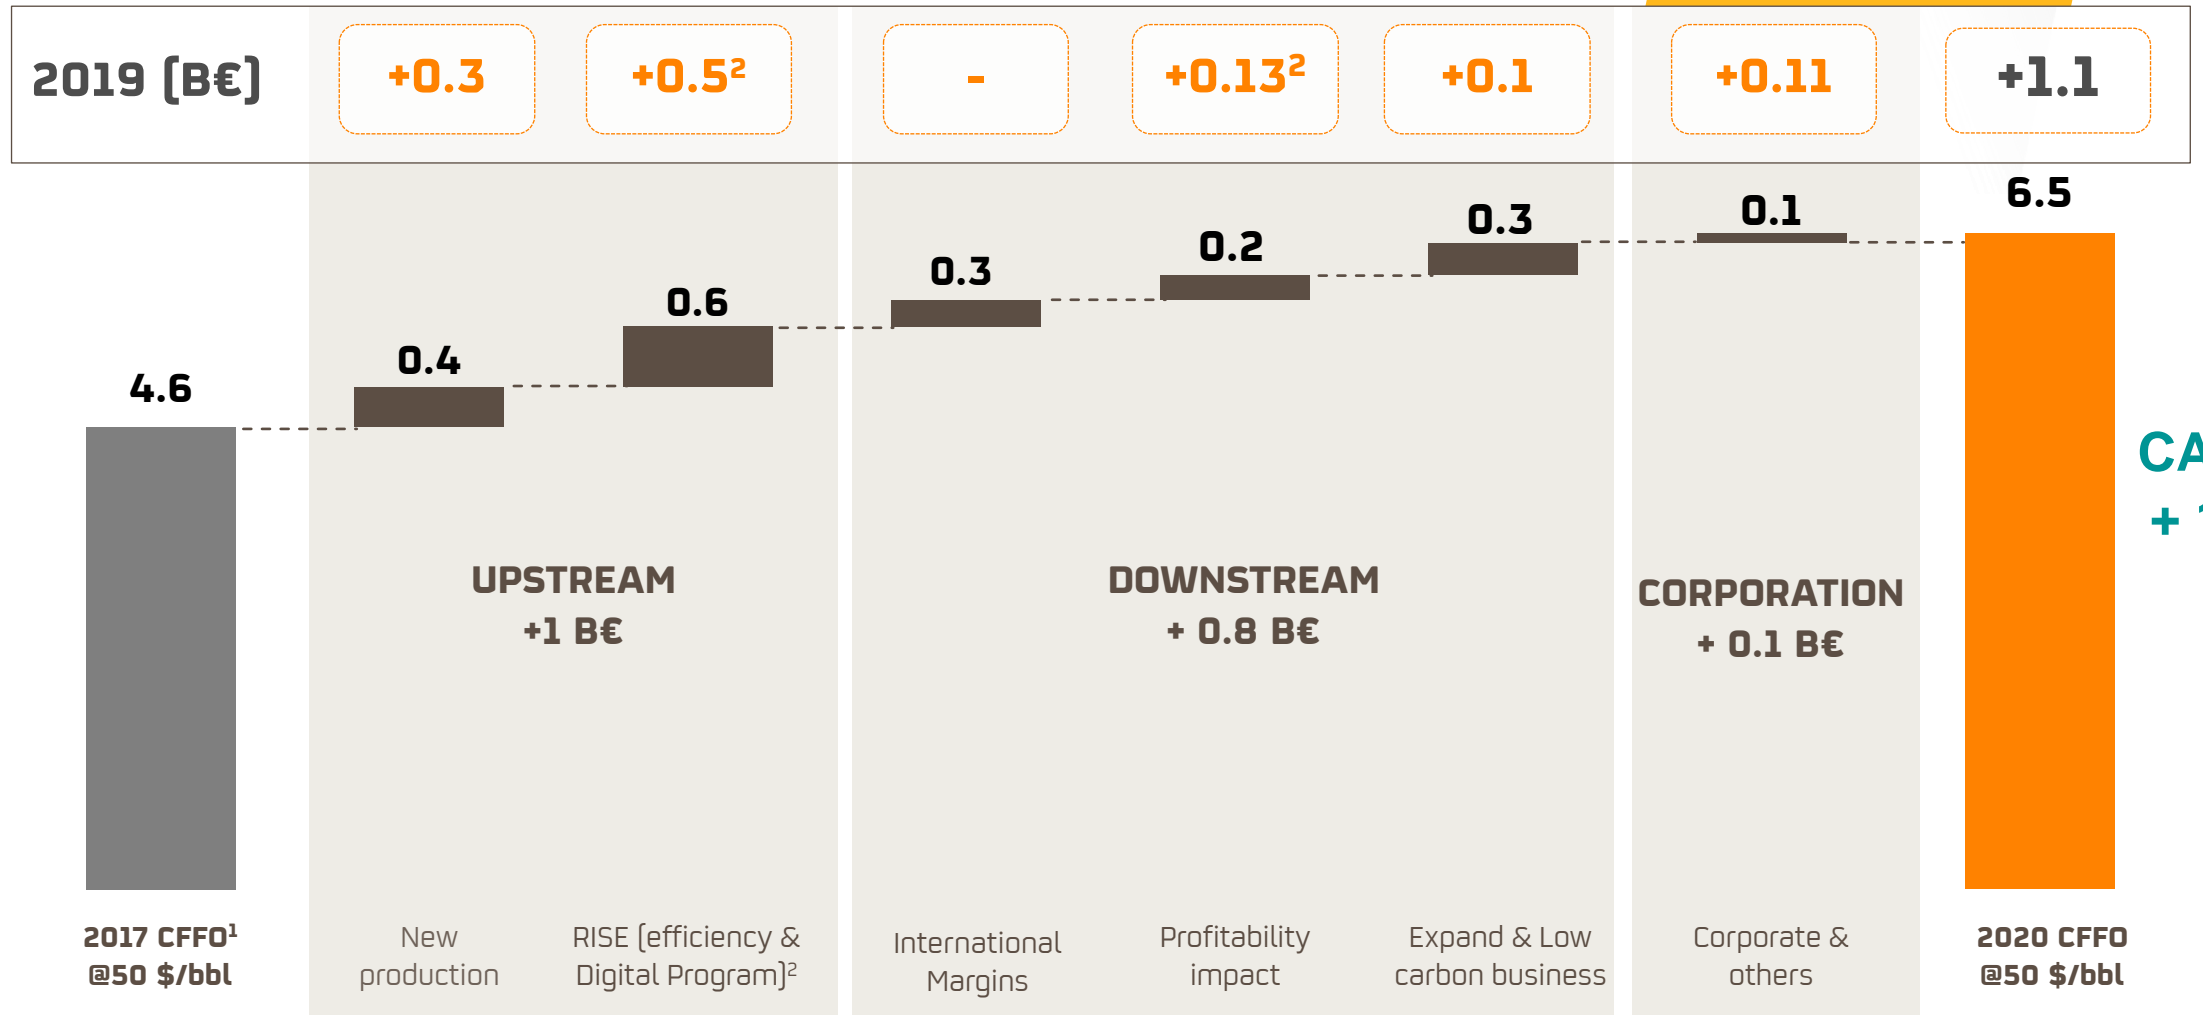 2019 (B€) +0.3 +0.5² - +0.13² +0.1 +0.11 +1.1
4.6
0.4
0.6
0.3
0.2
0.3
0.1
6.5
UPSTREAM
+1 B€
DOWNSTREAM
+ 0.8 B€
CORPORATION
+ 0.1 B€
CA
+
2017 CFFO¹
@50 $/bbl
New
production
RISE (efficiency &
Digital Program)²
International
Margins
Profitability
impact
Expand & Low
carbon business
Corporate &
others
2020 CFFO
@50 $/bbl